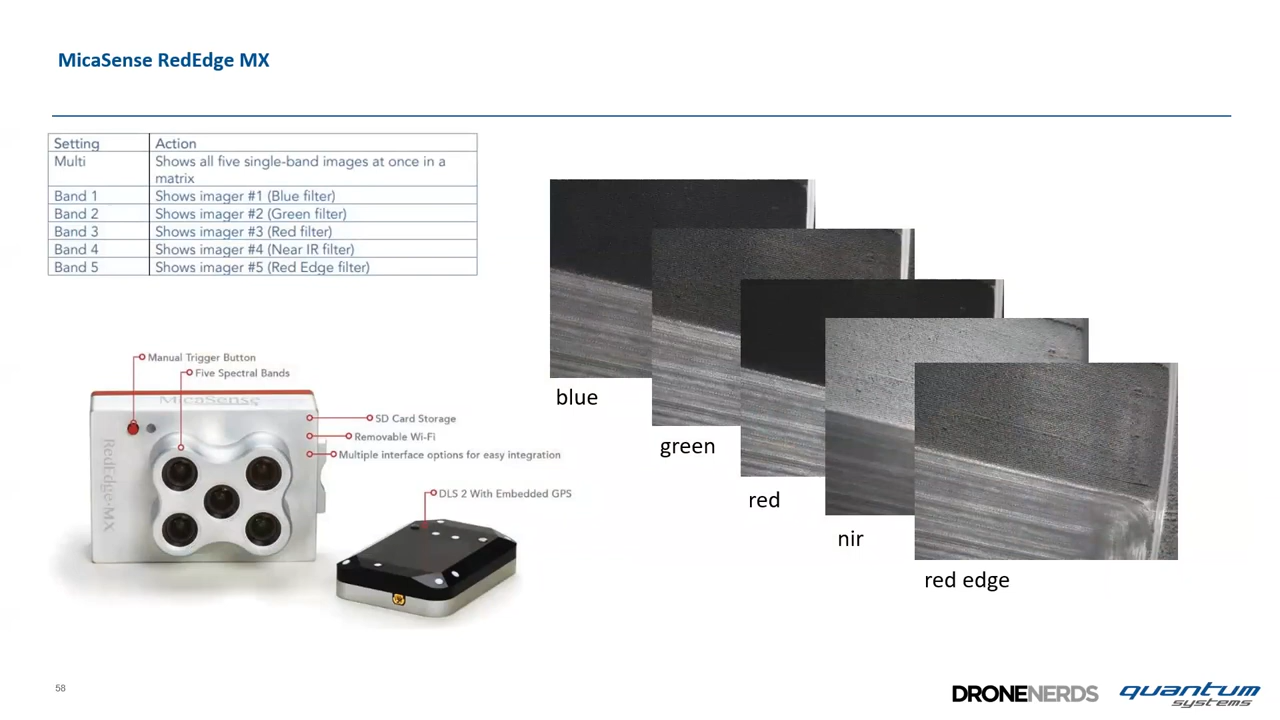 MicaSense RedEdge MX
Setting Action
Multi Shows all five single-band images at once in a
matrix
Band 1 Shows imager #1 (Blue filter)
Band 2 Shows imager #2 (Green filter)
Band 3 Shows imager #3 (Red filter)
Band 4 Shows imager #4 (Near IR filter)
Band 5 Shows imager #5 (Red Edge filter)
Manual Trigger Button
Five Spectral Bands
MicaSense
SD Card Storage
Removable Wi-Fi
Multiple interface options for easy integration
RedEdge-MX
DLS 2 With Embedded GPS
blue
green
red
nir
red edge
58
DRONENERDS
quantum
systems